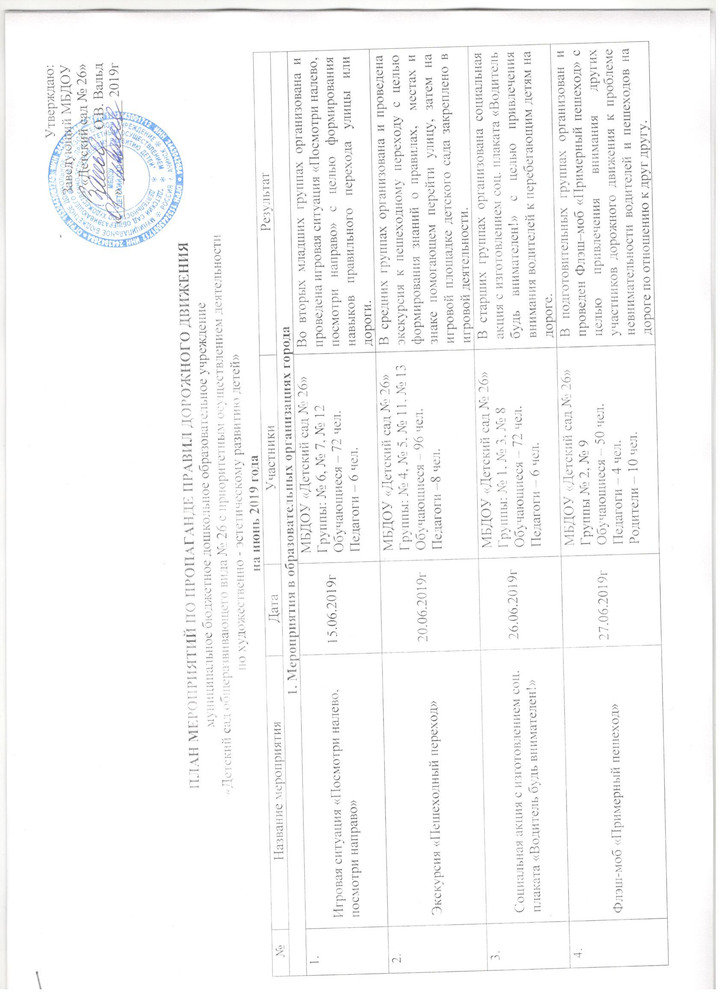 Утверждаю:
Заведующий МБДОУ
«Детский сад № 26»
О.В. Вальд
2019г
ПЛАН МЕРОПРИЯТИЙ ПО ПРОПАГАНДЕ ПРАВИЛ ДОРОЖНОГО ДВИЖЕНИЯ
муниципальное бюджетное дошкольное образовательное учреждение
«Детский сад общеразвивающего вида № 26 с приоритетным осуществлением деятельности
по художественно - эстетическому развитию детей»
на июнь 2019 года
№ Название мероприятия Дата Участники Результат
1. Мероприятия в образовательных организациях города
1.
Игровая ситуация «Посмотри налево,
посмотри направо»
15.06.2019г
МБДОУ «Детский сад № 26»
Группы: № 6, № 7, № 12
Обучающиеся – 72 чел.
Педагоги – 6 чел.
Во вторых младших группах организована и
проведена игровая ситуация «Посмотри налево,
посмотри направо» с целью формирования
навыков правильного перехода улицы или
дороги.
2.
Экскурсия «Пешеходный переход»
20.06.2019г
МБДОУ «Детский сад № 26»
Группы: № 4, № 5, № 11, № 13
Обучающиеся – 96 чел.
Педагоги –8 чел.
В средних группах организована и проведена
экскурсия к пешеходному переходу с целью
формирования знаний о правилах, местах и
знаке помогающем перейти улицу, затем на
игровой площадке детского сада закреплено в
игровой деятельности.
3.
Социальная акция с изготовлением соц.
плаката «Водитель будь внимателен!»
26.06.2019г
МБДОУ «Детский сад № 26»
Группы: № 1, № 3, № 8
Обучающиеся – 72 чел.
Педагоги – 6 чел.
В старших группах организована социальная
акция с изготовлением соц. плаката «Водитель
будь внимателен!» с целью привлечения
внимания водителей к перебегающим детям на
дороге.
4.
Флэш-моб «Примерный пешеход»
27.06.2019г
МБДОУ «Детский сад № 26»
Группы № 2, № 9
Обучающиеся – 50 чел.
Педагоги – 4 чел.
Родители – 10 чел.
В подготовительных группах организован и
проведен Флэш–моб «Примерный пешеход» с
целью привлечения внимания других
участников дорожного движения к проблеме
невнимательности водителей и пешеходов на
дороге по отношению к друг другу.